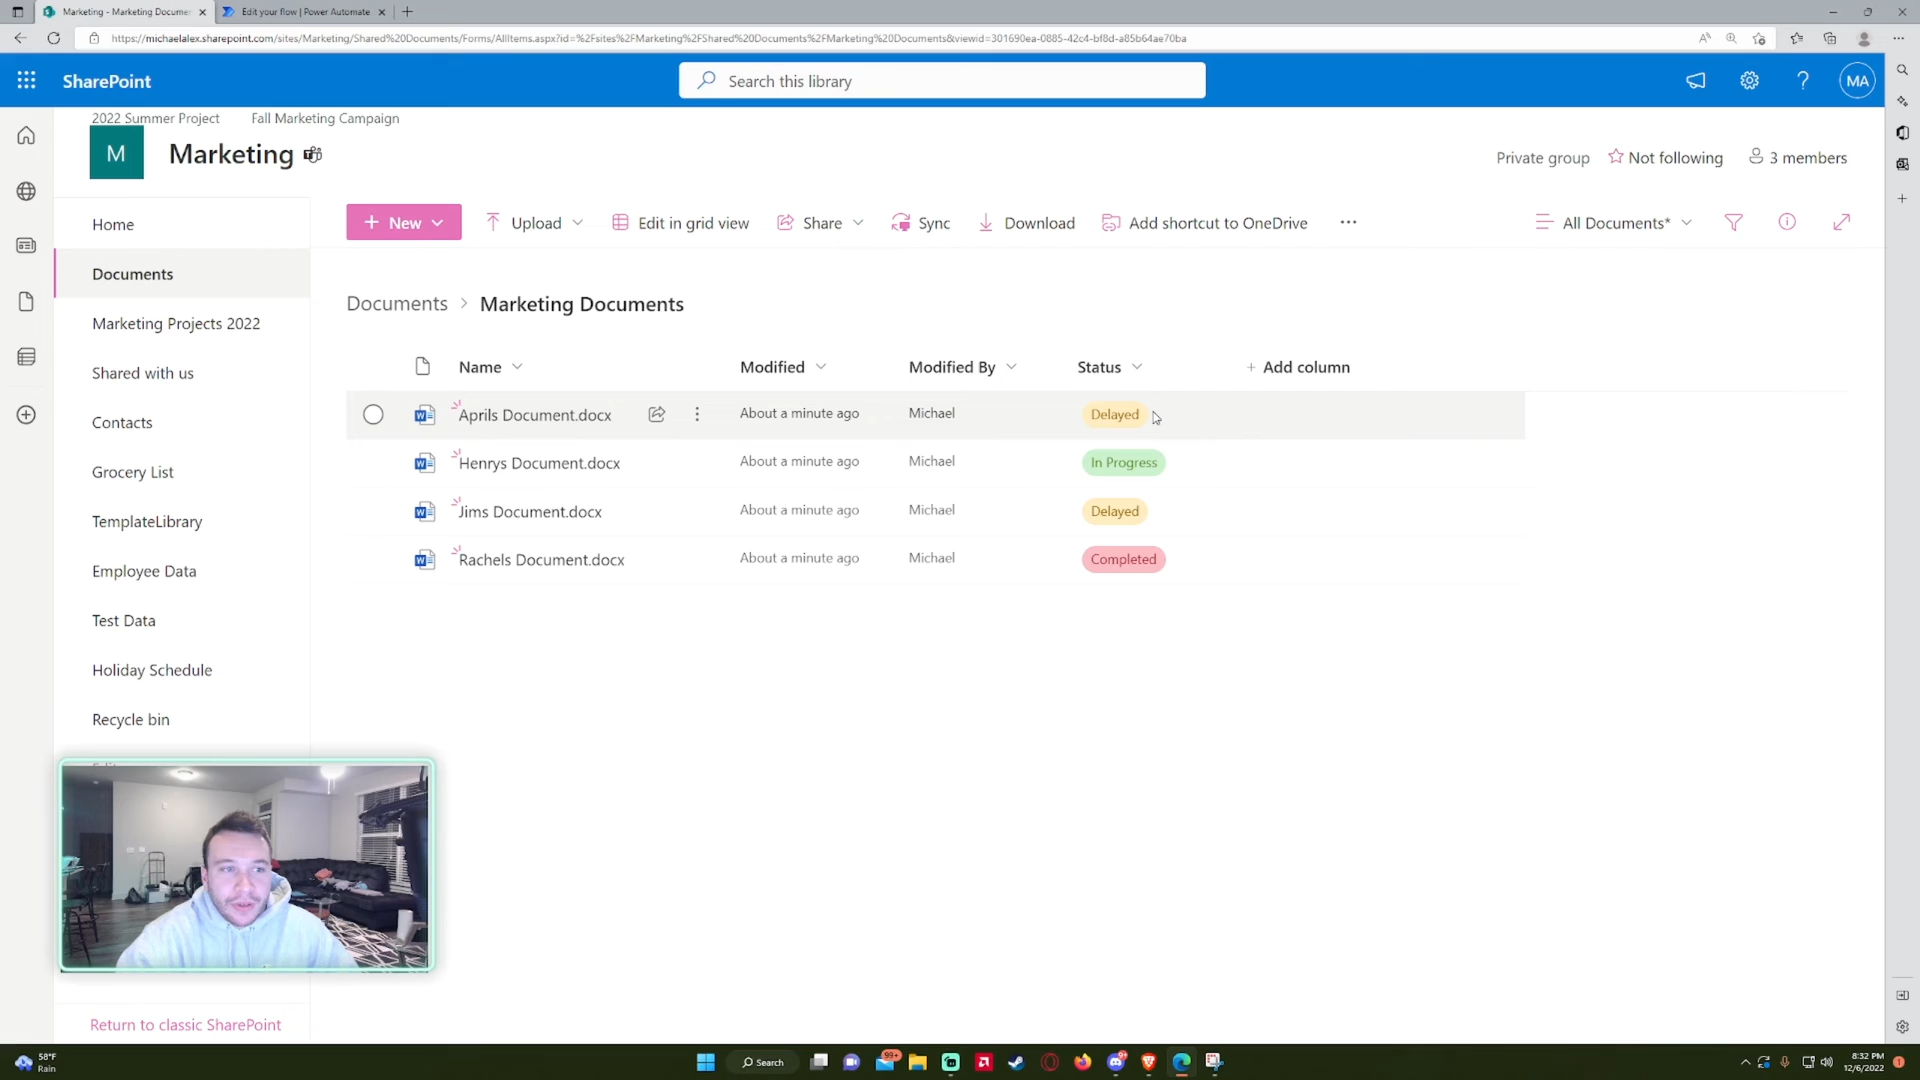 Marketing - Marketing Documen
Edit your flow | Power Automate
https://michaelalex.sharepoint.com/sites/Marketing/Shared%20Documents/Forms/AllItems.aspx?id=%2Fsites%2FMarketing%2FShared%20Documents%2FMarketing%20Documents&viewid=301690ea-0885-42c4-bf8d-a85b64ae70ba
SharePoint
Search this library
MA
2022 Summer Project
Fall Marketing Campaign
M
Marketing
Private group
Not following
3 members
Home
Documents
Marketing Projects 2022
Shared with us
Contacts
Grocery List
TemplateLibrary
Employee Data
Test Data
Holiday Schedule
Recycle bin
Return to classic SharePoint
+ New
Upload
Edit in grid view
Share
Sync
Download
Add shortcut to OneDrive
All Documents*
Documents > Marketing Documents
Name
Modified
Modified By
Status
+ Add column
Aprils Document.docx
About a minute ago
Michael
Delayed
Henrys Document.docx
About a minute ago
Michael
In Progress
Jims Document.docx
About a minute ago
Michael
Delayed
Rachels Document.docx
About a minute ago
Michael
Completed
58°F
Rain
Search
99+
8:32 PM
12/6/2022
1